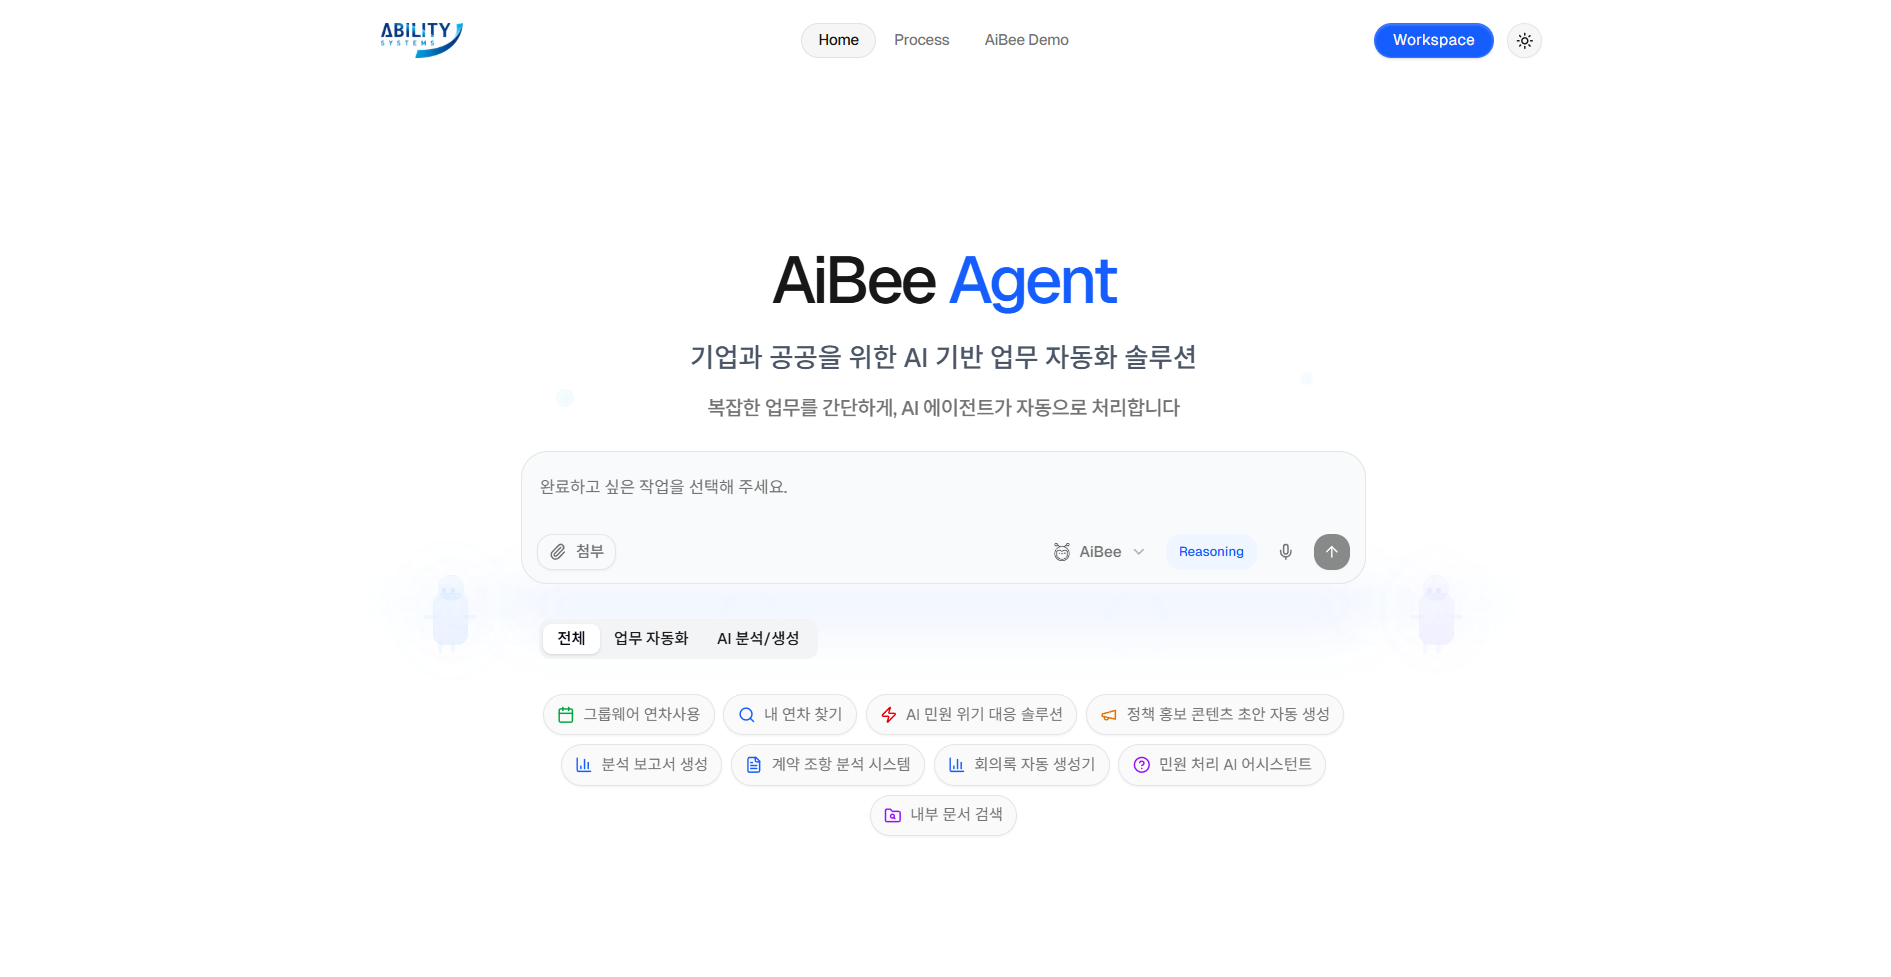 ABILITY
SYSTEMS
Home
Process
AiBee Demo
Workspace
AiBee Agent
기업과 공공을 위한 AI 기반 업무 자동화 솔루션
복잡한 업무를 간단하게, AI 에이전트가 자동으로 처리합니다
완료하고 싶은 작업을 선택해 주세요.
첨부
AiBee
Reasoning
전체
업무 자동화
AI 분석/생성
그룹웨어 연차사용
내 연차 찾기
AI 민원 위기 대응 솔루션
정책 홍보 콘텐츠 초안 자동 생성
분석 보고서 생성
계약 조항 분석 시스템
회의록 자동 생성기
민원 처리 AI 어시스턴트
내부 문서 검색